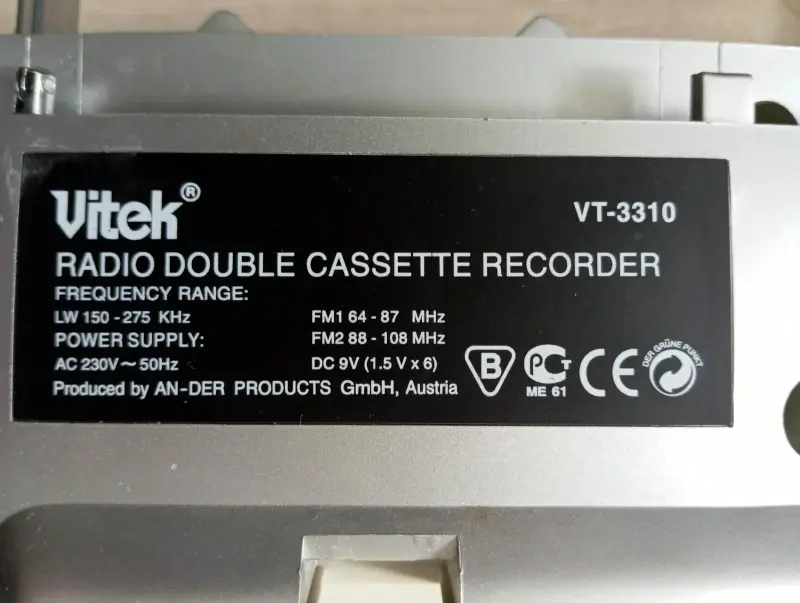 Vitek®
VT-3310
RADIO DOUBLE CASSETTE RECORDER
FREQUENCY RANGE:
LW 150 - 275 KHz FM1 64 - 87 MHz
POWER SUPPLY: FM2 88 - 108 MHz
AC 230V ~ 50Hz DC 9V (1.5 V x 6)
Produced by AN-DER PRODUCTS GmbH, Austria
B
РСТ
ME 61
CE
DER GRÜNE PUNKT